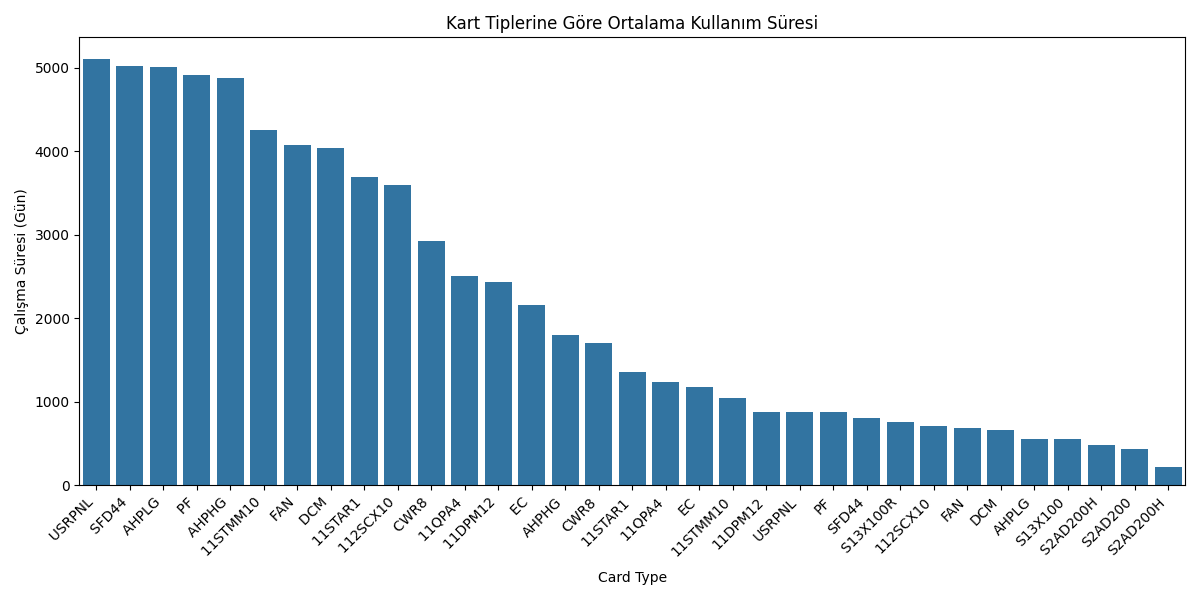 Kart Tiplerine Göre Ortalama Kullanım Süresi
5000
4000
3000
2000
1000
0
Çalışma Süresi (Gün)
USRPNL
SFD44
AHPLG
PF
AHPHG
11STMM10
FAN
DCM
11STAR1
112SCX10
CWR8
11QPA4
11DPM12
EC
AHPHG
CWR8
11STAR1
11QPA4
EC
11STMM10
11DPM12
USRPNL
PF
SFD44
S13X100R
112SCX10
FAN
DCM
AHPLG
S13X100
S2AD200H
S2AD200
S2AD200H
Card Type